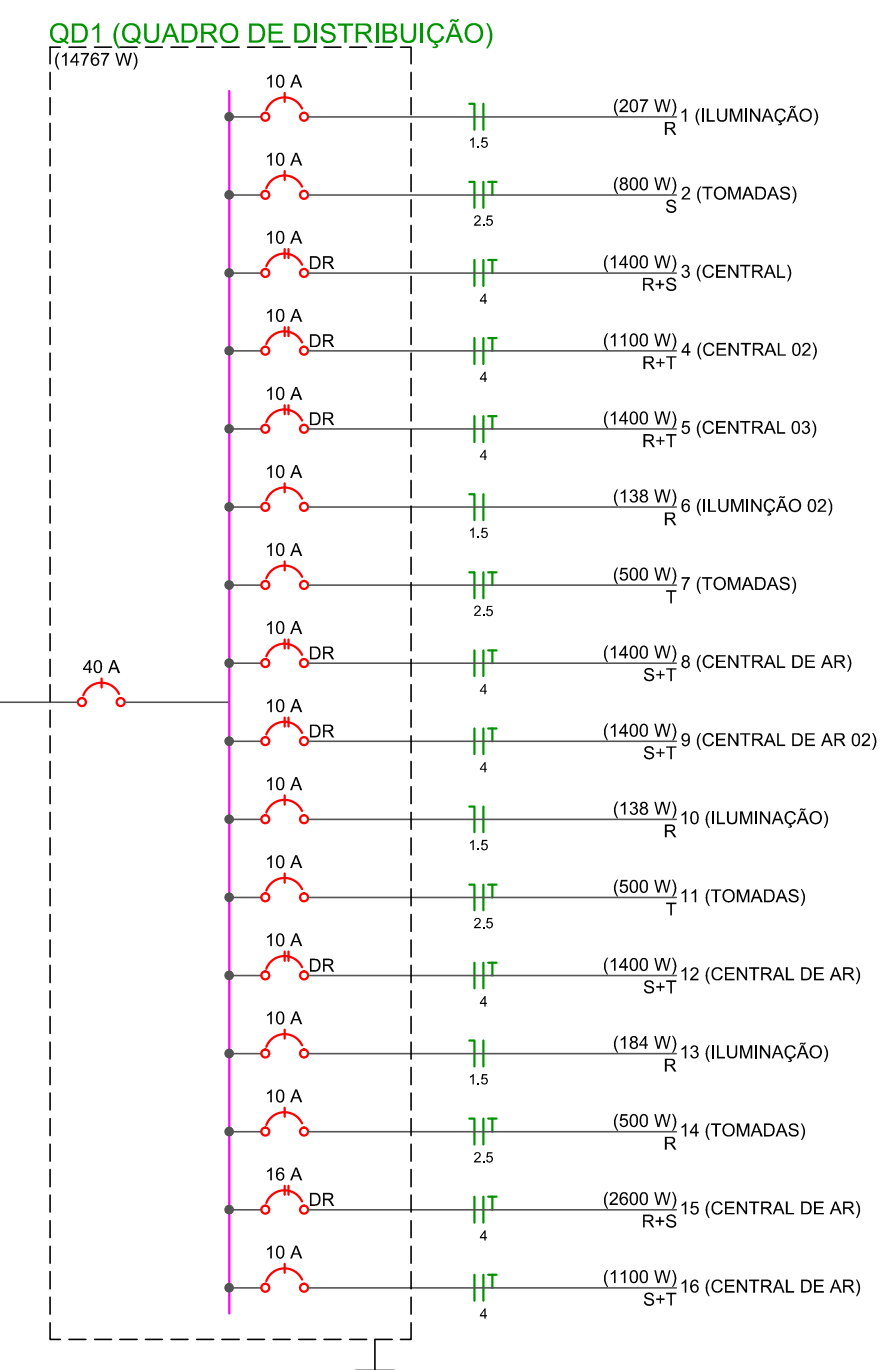 QD1 (QUADRO DE DISTRIBUIÇÃO)
(14767 W)
10 A
(207 W)
1 (ILUMINAÇÃO)
R
1.5
10 A
(800 W)
2 (TOMADAS)
S
2.5
10 A
DR
(1400 W)
3 (CENTRAL)
R+S
T
4
10 A
DR
(1100 W)
4 (CENTRAL 02)
R+T
T
4
10 A
DR
(1400 W)
5 (CENTRAL 03)
R+T
T
4
10 A
(138 W)
6 (ILUMINÇÃO 02)
R
1.5
10 A
(500 W)
7 (TOMADAS)
T
T
2.5
10 A
DR
(1400 W)
8 (CENTRAL DE AR)
S+T
T
4
40 A
10 A
DR
(1400 W)
9 (CENTRAL DE AR 02)
S+T
T
4
10 A
(138 W)
10 (ILUMINAÇÃO)
R
1.5
10 A
(500 W)
11 (TOMADAS)
T
T
2.5
10 A
DR
(1400 W)
12 (CENTRAL DE AR)
S+T
T
4
10 A
(184 W)
13 (ILUMINAÇÃO)
R
1.5
10 A
(500 W)
14 (TOMADAS)
R
T
2.5
16 A
DR
(2600 W)
15 (CENTRAL DE AR)
R+S
T
4
10 A
(1100 W)
16 (CENTRAL DE AR)
S+T
T
4